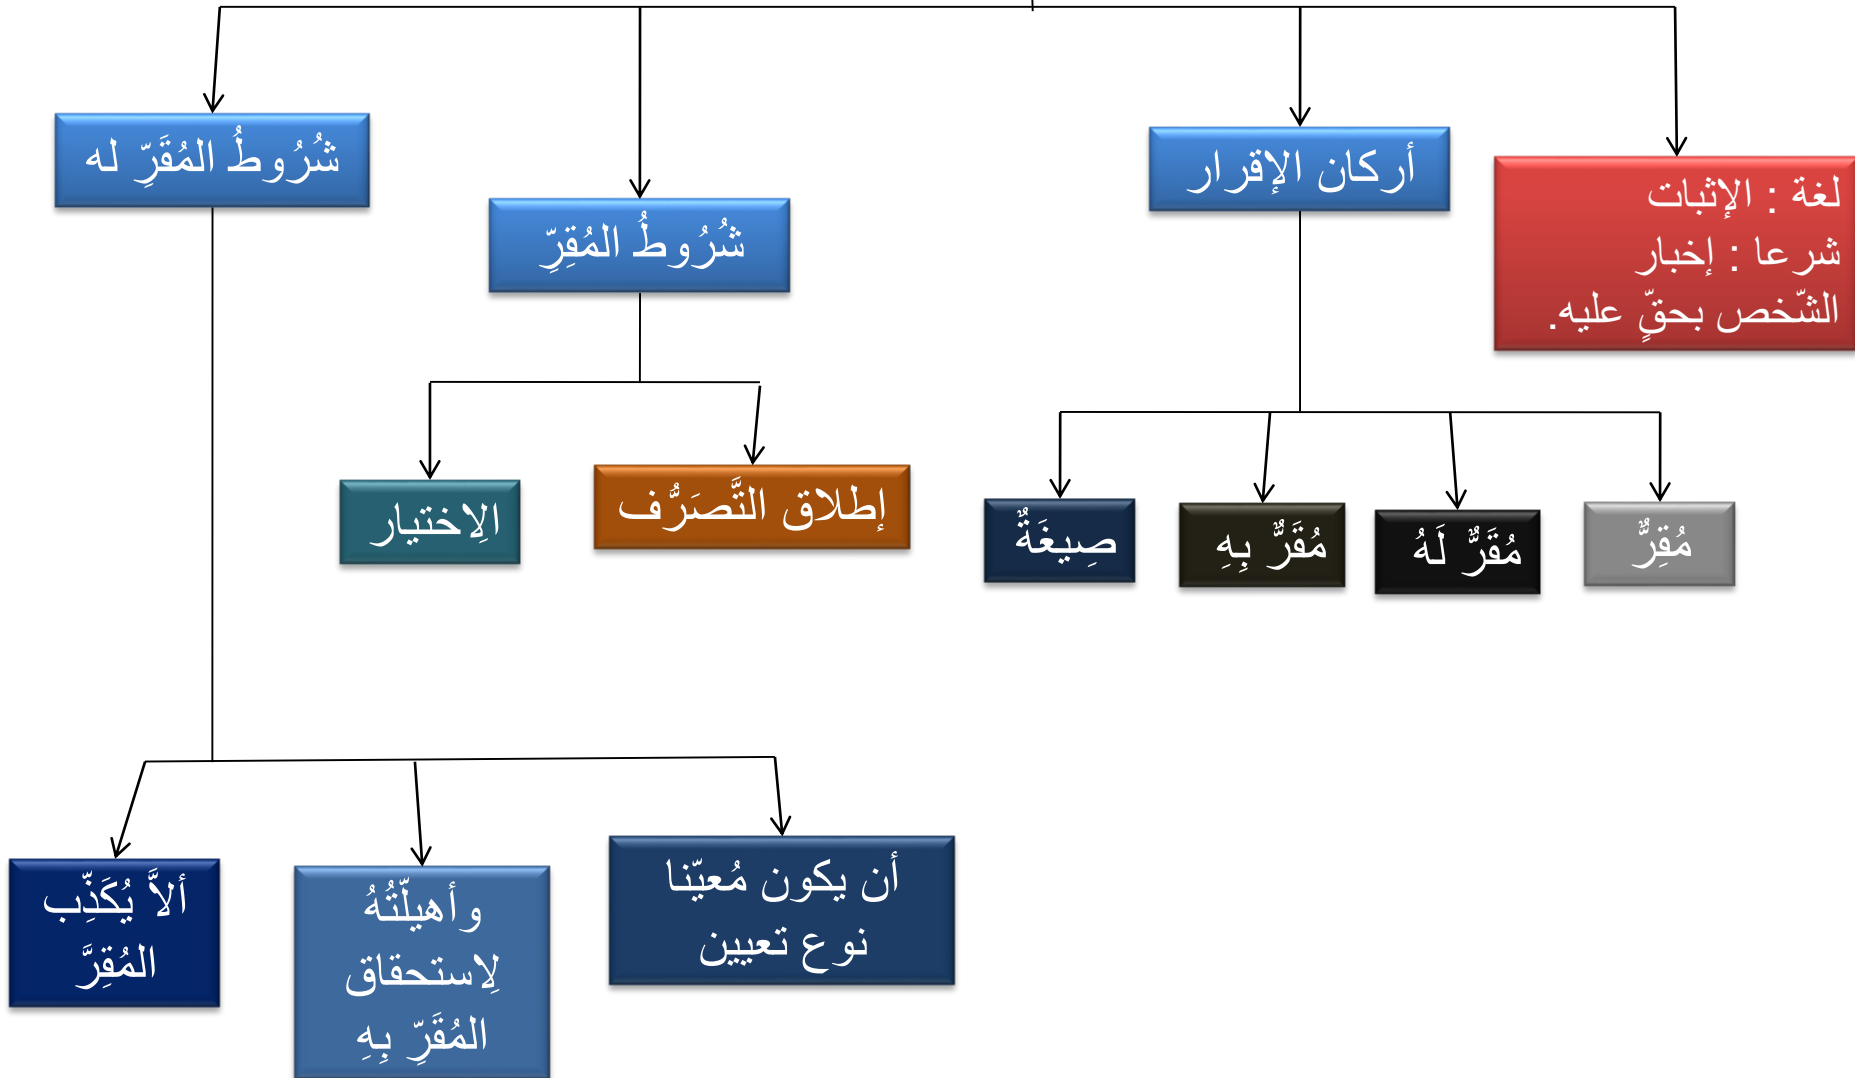 لغة : الإثبات
شرعا : إخبار
الشّخص بحقٍّ عليه.
أركان الإقرار
مُقِرٌّ
مُقَرٌّ لَهُ
مُقَرٌّ بِهِ
صِيغَةٌ
شُرُوطُ المُقِرِّ
إطلاق التَّصَرُّف
الِاختيار
شُرُوطُ المُقَرِّ له
أن يكون مُعيّنا
نوع تعيين
وأهيلّتُهُ
لِاستحقاق
المُقَرِّ بِهِ
ألاَّ يُكَذِّب
المُقِرَّ